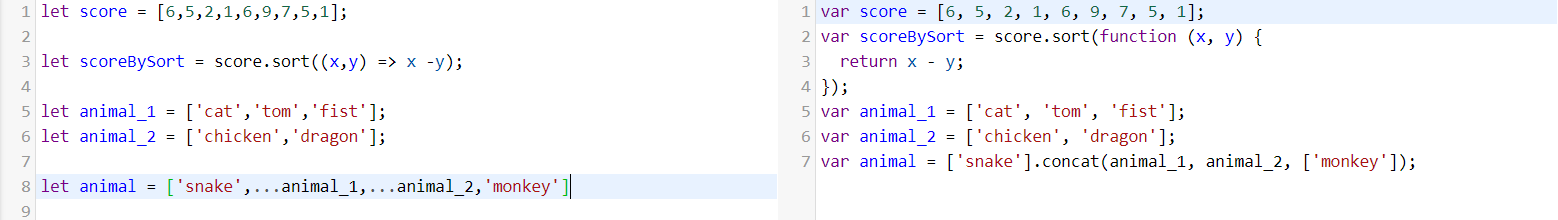 1 let score = [6,5,2,1,6,9,7,5,1];
2
3 let scoreBySort = score.sort((x,y) => x -y);
4
5 let animal_1 = ['cat','tom','fist'];
6 let animal_2 = ['chicken','dragon'];
7
8 let animal = ['snake',...animal_1,...animal_2,'monkey']
9
1 var score = [6, 5, 2, 1, 6, 9, 7, 5, 1];
2 var scoreBySort = score.sort(function (x, y) {
3   return x - y;
4 });
5 var animal_1 = ['cat', 'tom', 'fist'];
6 var animal_2 = ['chicken', 'dragon'];
7 var animal = ['snake'].concat(animal_1, animal_2, ['monkey']);